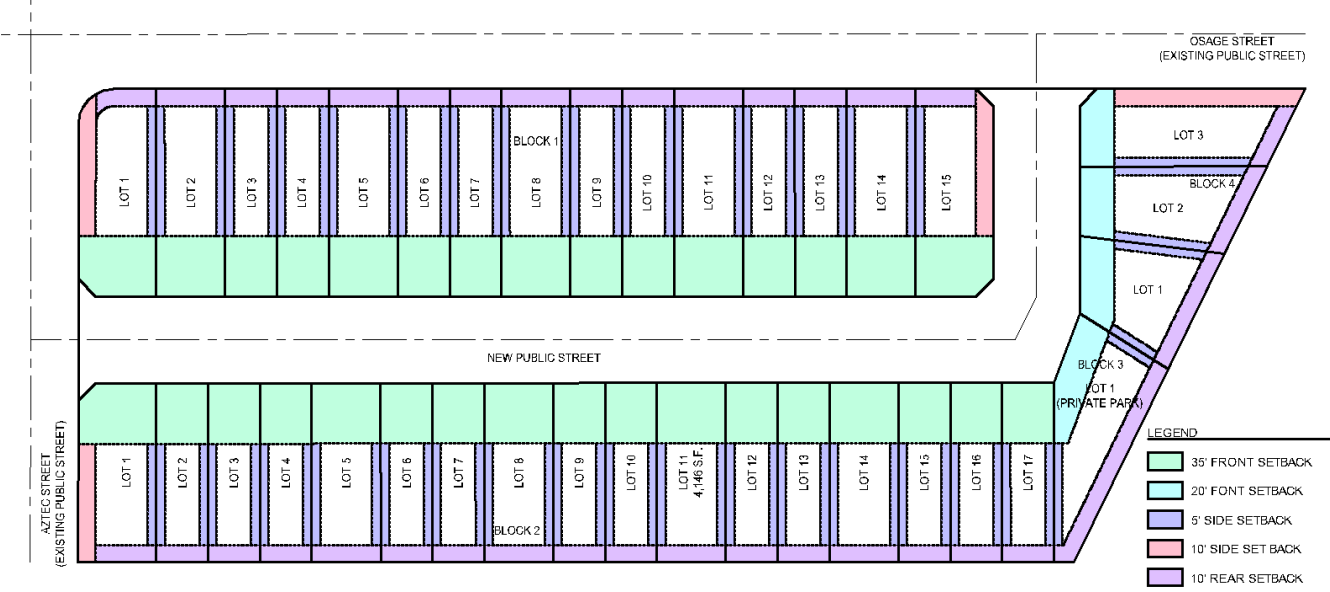 OSAGE STREET
(EXISTING PUBLIC STREET)
BLOCK 1
LOT 1
LOT 2
LOT 3
LOT 4
LOT 5
LOT 6
LOT 7
LOT 8
LOT 9
LOT 10
LOT 11
LOT 12
LOT 13
LOT 14
LOT 15
LOT 3
BLOCK 4
LOT 2
LOT 1
NEW PUBLIC STREET
BLOCK 3
LOT 1
(PRIVATE PARK)
AZTEC STREET
(EXISTING PUBLIC STREET)
LOT 1
LOT 2
LOT 3
LOT 4
LOT 5
LOT 6
LOT 7
LOT 8
LOT 9
LOT 10
LOT 11
4,146 S.F.
LOT 12
LOT 13
LOT 14
LOT 15
LOT 16
LOT 17
BLOCK 2
LEGEND
35' FRONT SETBACK
20' FONT SETBACK
5' SIDE SETBACK
10' SIDE SET BACK
10' REAR SETBACK